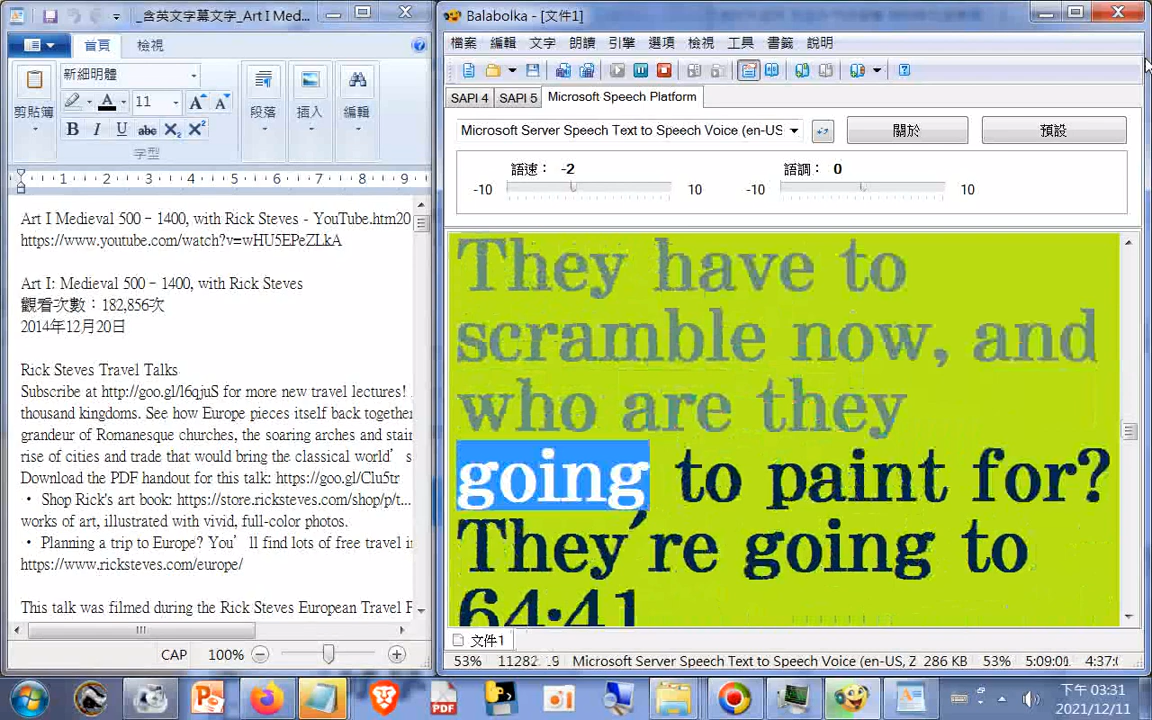 _含英文字幕文字_Art I Med...
首頁
檢視
新細明體
11
剪貼簿
段落
插入
編輯
字型
1 2 3 4 5 6 7 8 9
Art I Medieval 500－1400, with Rick Steves - YouTube.htm20
https://www.youtube.com/watch?v=wHU5EPeZLkA
Art I: Medieval 500－1400, with Rick Steves
觀看次數：182,856次
2014年12月20日
Rick Steves Travel Talks
Subscribe at http://goo.gl/l6qjuS for more new travel lectures!
thousand kingdoms. See how Europe pieces itself back together
grandeur of Romanesque churches, the soaring arches and stain
rise of cities and trade that would bring the classical world's
Download the PDF handout for this talk: https://goo.gl/Clu5tr
• Shop Rick's art book: https://store.ricksteves.com/shop/p/t...
works of art, illustrated with vivid, full-color photos.
• Planning a trip to Europe? You'll find lots of free travel in
https://www.ricksteves.com/europe/
This talk was filmed during the Rick Steves European Travel F
CAP 100%
Balabolka - [文件1]
檔案 編輯 文字 朗讀 引擎 選項 檢視 工具 書籤 說明
SAPI 4 SAPI 5 Microsoft Speech Platform
Microsoft Server Speech Text to Speech Voice (en-US
關於
預設
語速： -2
語調： 0
-10 10 -10 10
They have to
scramble now, and
who are they
going to paint for?
They're going to
64:41
文件1
53% Microsoft Server Speech Text to Speech Voice (en-US, Z 286 KB 53% 5:09:01 4:37:0
下午 03:31
2021/12/11